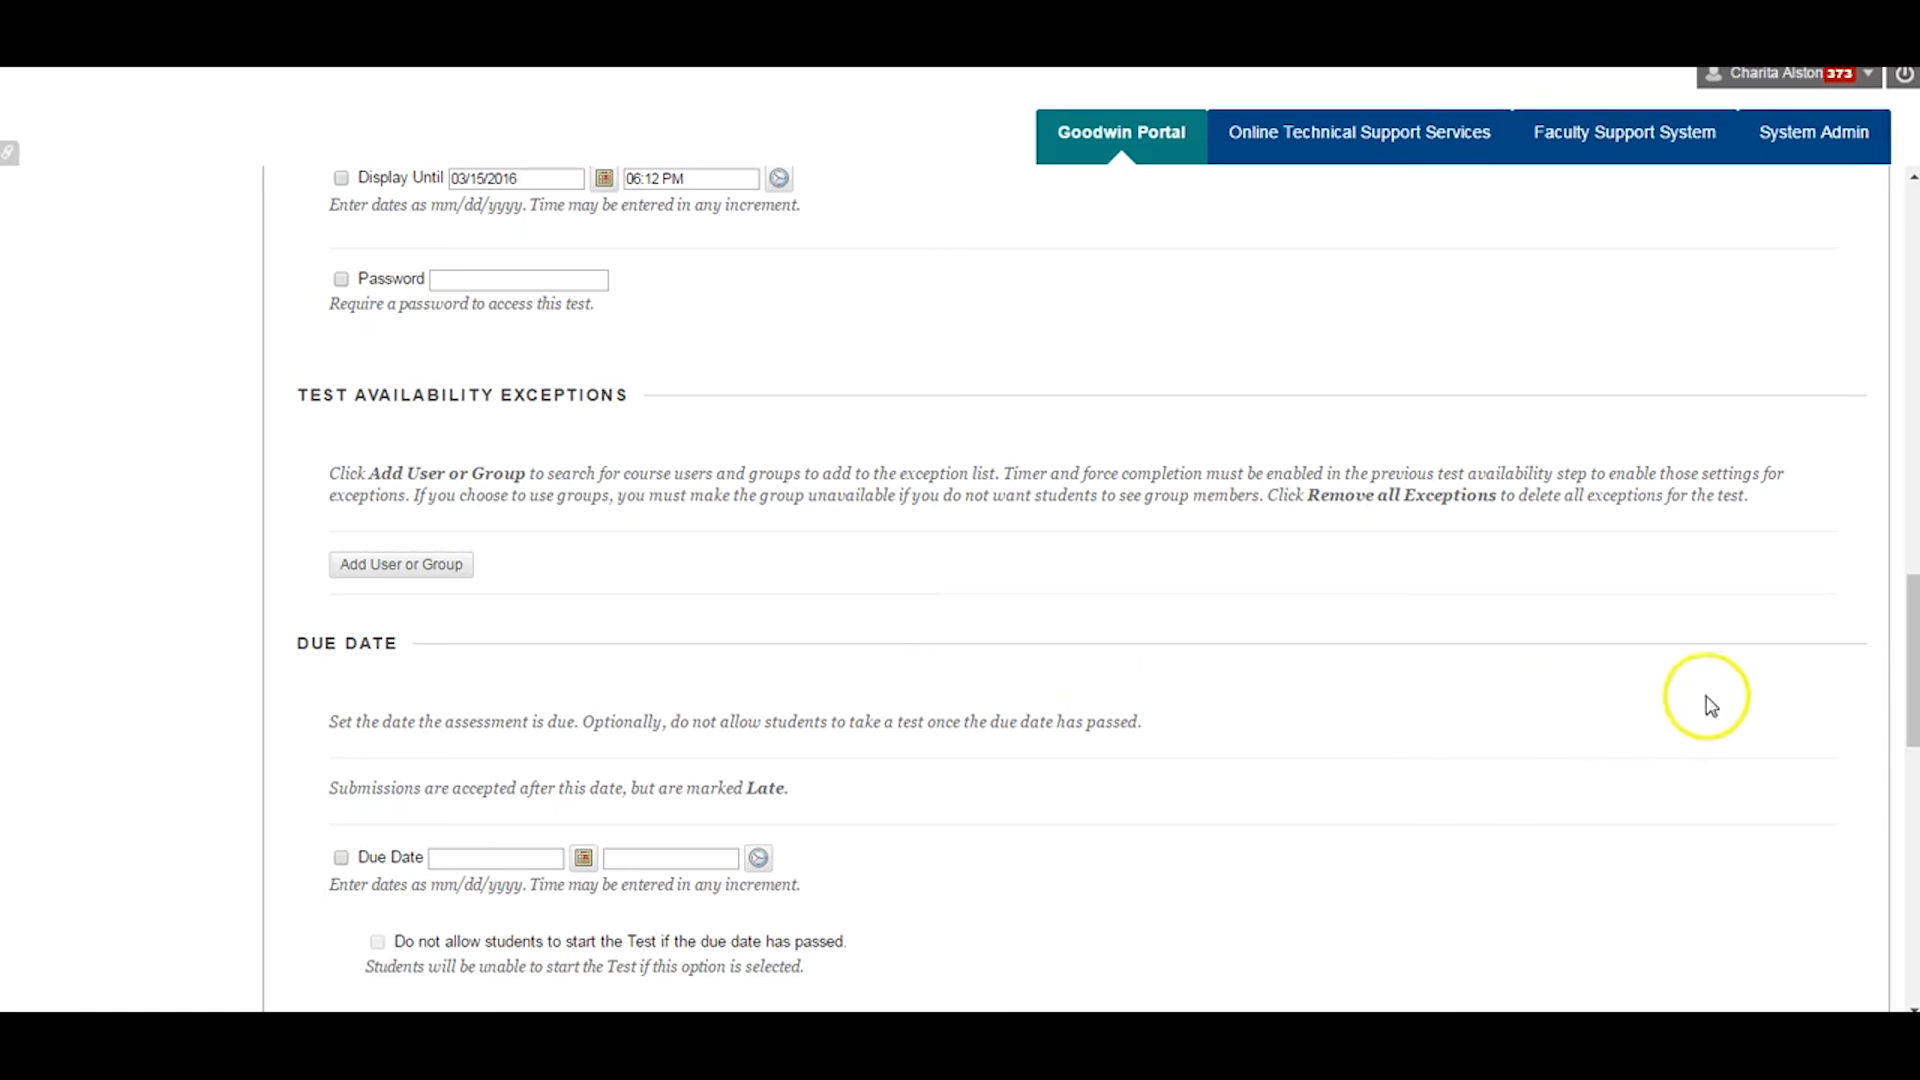 Charita Alston 373
Goodwin Portal
Online Technical Support Services
Faculty Support System
System Admin
Display Until 03/15/2016 06:12 PM
Enter dates as mm/dd/yyyy. Time may be entered in any increment.
Password
Require a password to access this test.
TEST AVAILABILITY EXCEPTIONS
Click Add User or Group to search for course users and groups to add to the exception list. Timer and force completion must be enabled in the previous test availability step to enable those settings for
exceptions. If you choose to use groups, you must make the group unavailable if you do not want students to see group members. Click Remove all Exceptions to delete all exceptions for the test.
Add User or Group
DUE DATE
Set the date the assessment is due. Optionally, do not allow students to take a test once the due date has passed.
Submissions are accepted after this date, but are marked Late.
Due Date
Enter dates as mm/dd/yyyy. Time may be entered in any increment.
Do not allow students to start the Test if the due date has passed.
Students will be unable to start the Test if this option is selected.